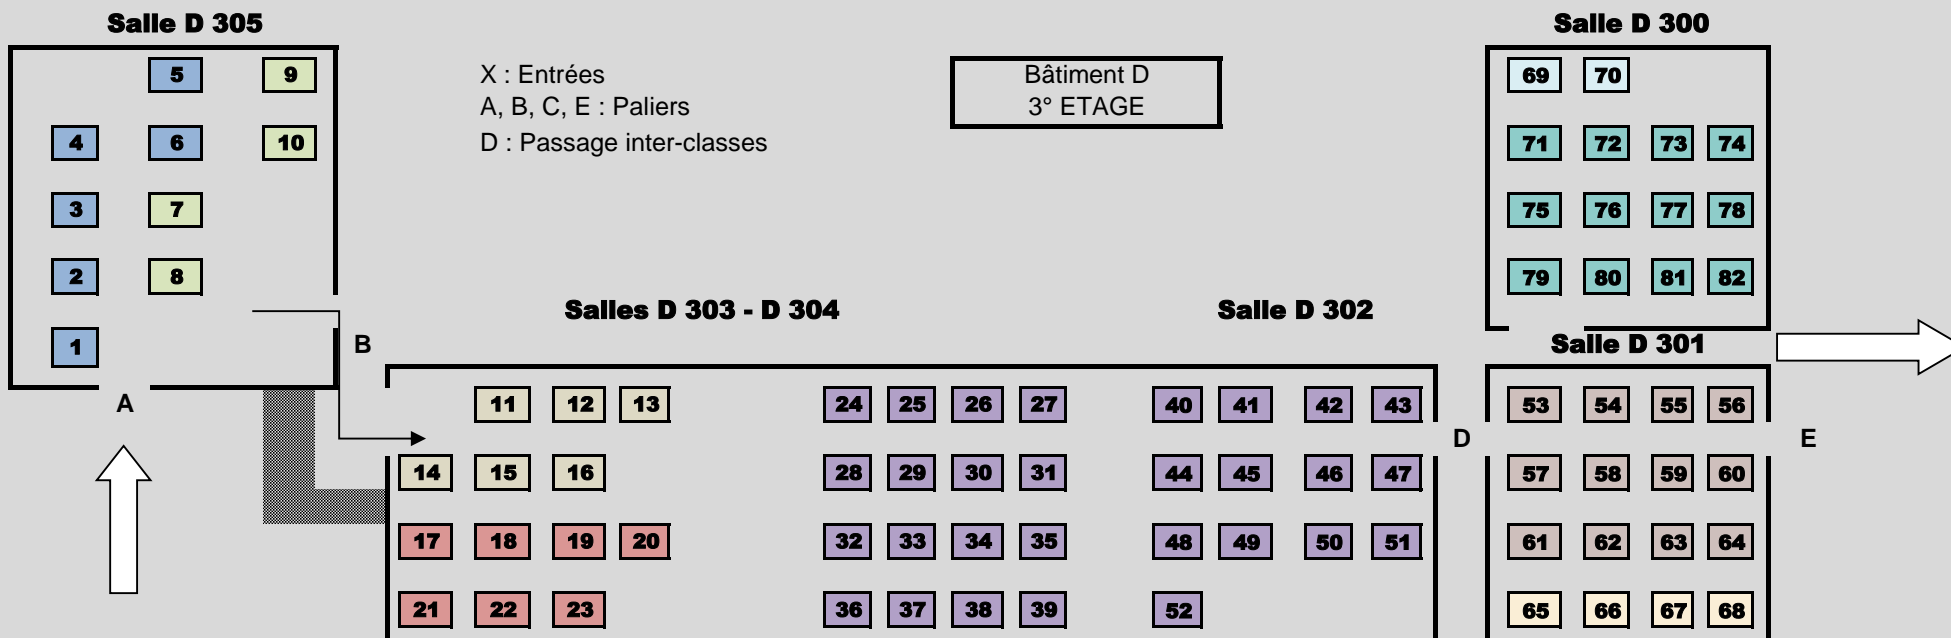 Salle D 305
Salle D 300
X : Entrées
A, B, C, E : Paliers
D : Passage inter-classes
Bâtiment D
3° ETAGE
5 9
4 6 10
3 7
2 8
1
A
B
69 70
71 72 73 74
75 76 77 78
79 80 81 82
Salles D 303 - D 304
Salle D 302
Salle D 301
11 12 13 24 25 26 27 40 41 42 43 53 54 55 56
D E
14 15 16 28 29 30 31 44 45 46 47 57 58 59 60
17 18 19 20 32 33 34 35 48 49 50 51 61 62 63 64
21 22 23 36 37 38 39 52 65 66 67 68